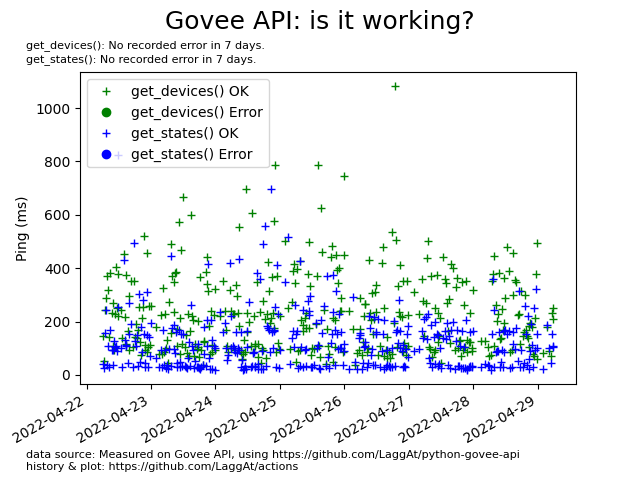 Govee API: is it working?
get_devices(): No recorded error in 7 days.
get_states(): No recorded error in 7 days.
get_devices() OK
get_devices() Error
get_states() OK
get_states() Error
Ping (ms)
1000
800
600
400
200
0
2022-04-22
2022-04-23
2022-04-24
2022-04-25
2022-04-26
2022-04-27
2022-04-28
2022-04-29
data source: Measured on Govee API, using https://github.com/LaggAt/python-govee-api
history & plot: https://github.com/LaggAt/actions